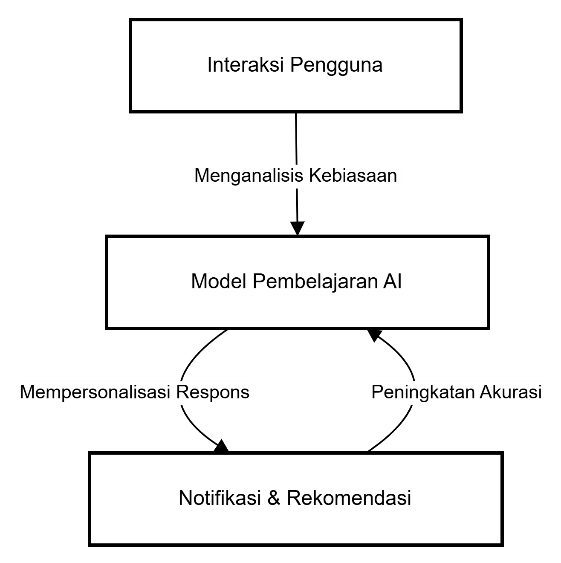 Interaksi Pengguna
Menganalisis Kebiasaan
Model Pembelajaran AI
Mempersonalisasi Respons
Peningkatan Akurasi
Notifikasi & Rekomendasi